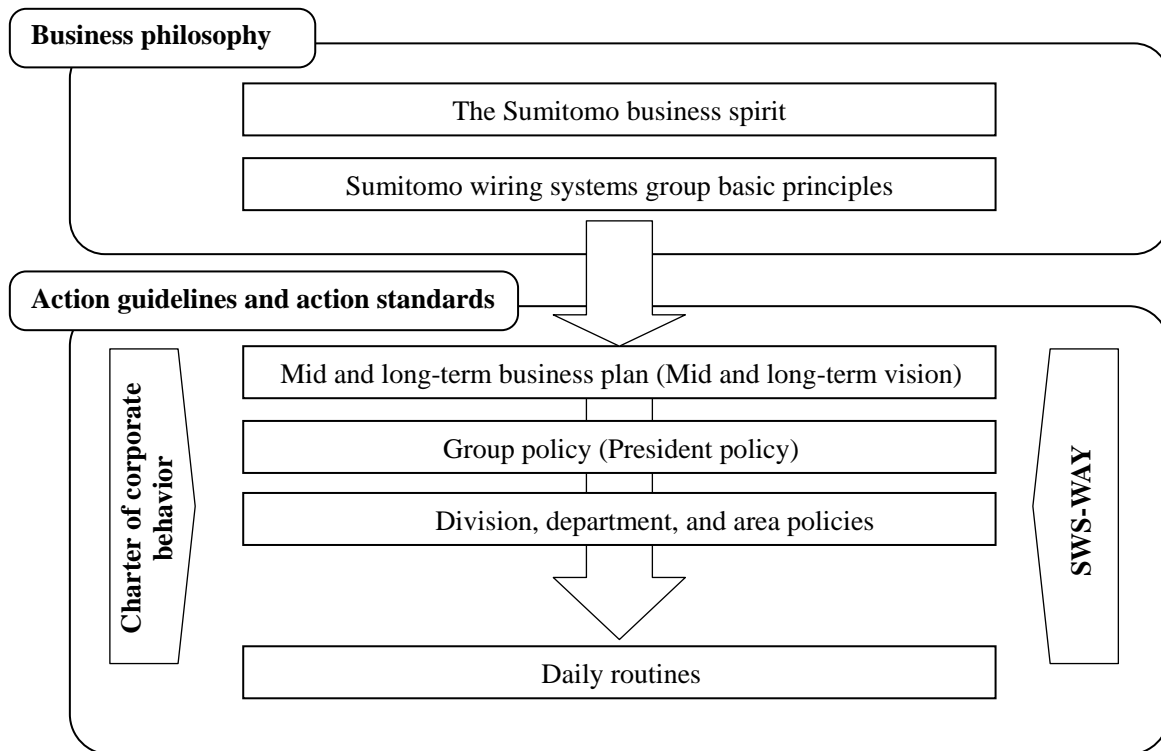 Business philosophy
The Sumitomo business spirit
Sumitomo wiring systems group basic principles
Action guidelines and action standards
Charter of corporate
behavior
Mid and long-term business plan (Mid and long-term vision)
Group policy (President policy)
Division, department, and area policies
Daily routines
SWS-WAY